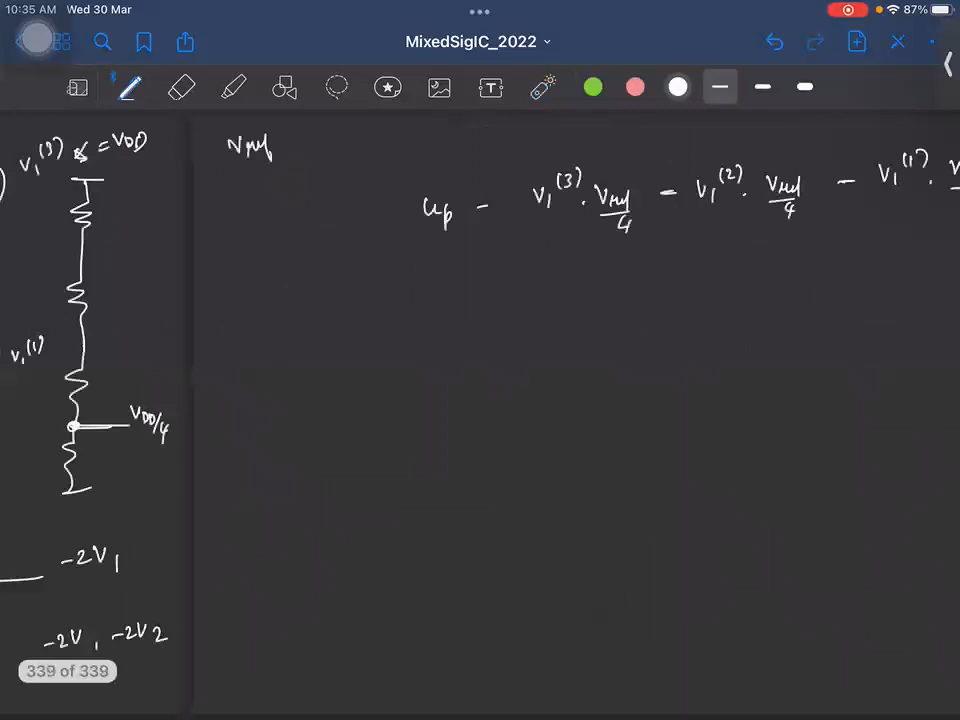 10:35 AM Wed 30 Mar
87%
MixedSigIC_2022
V₁⁽³⁾ = VDD
Vref
up - V₁⁽³⁾ · Vref/4 - V₁⁽²⁾ · Vref/4 - V₁⁽¹⁾ ·
V₁⁽¹⁾
VDD/4
-2V₁
-2V₁ -2V2
339 of 339